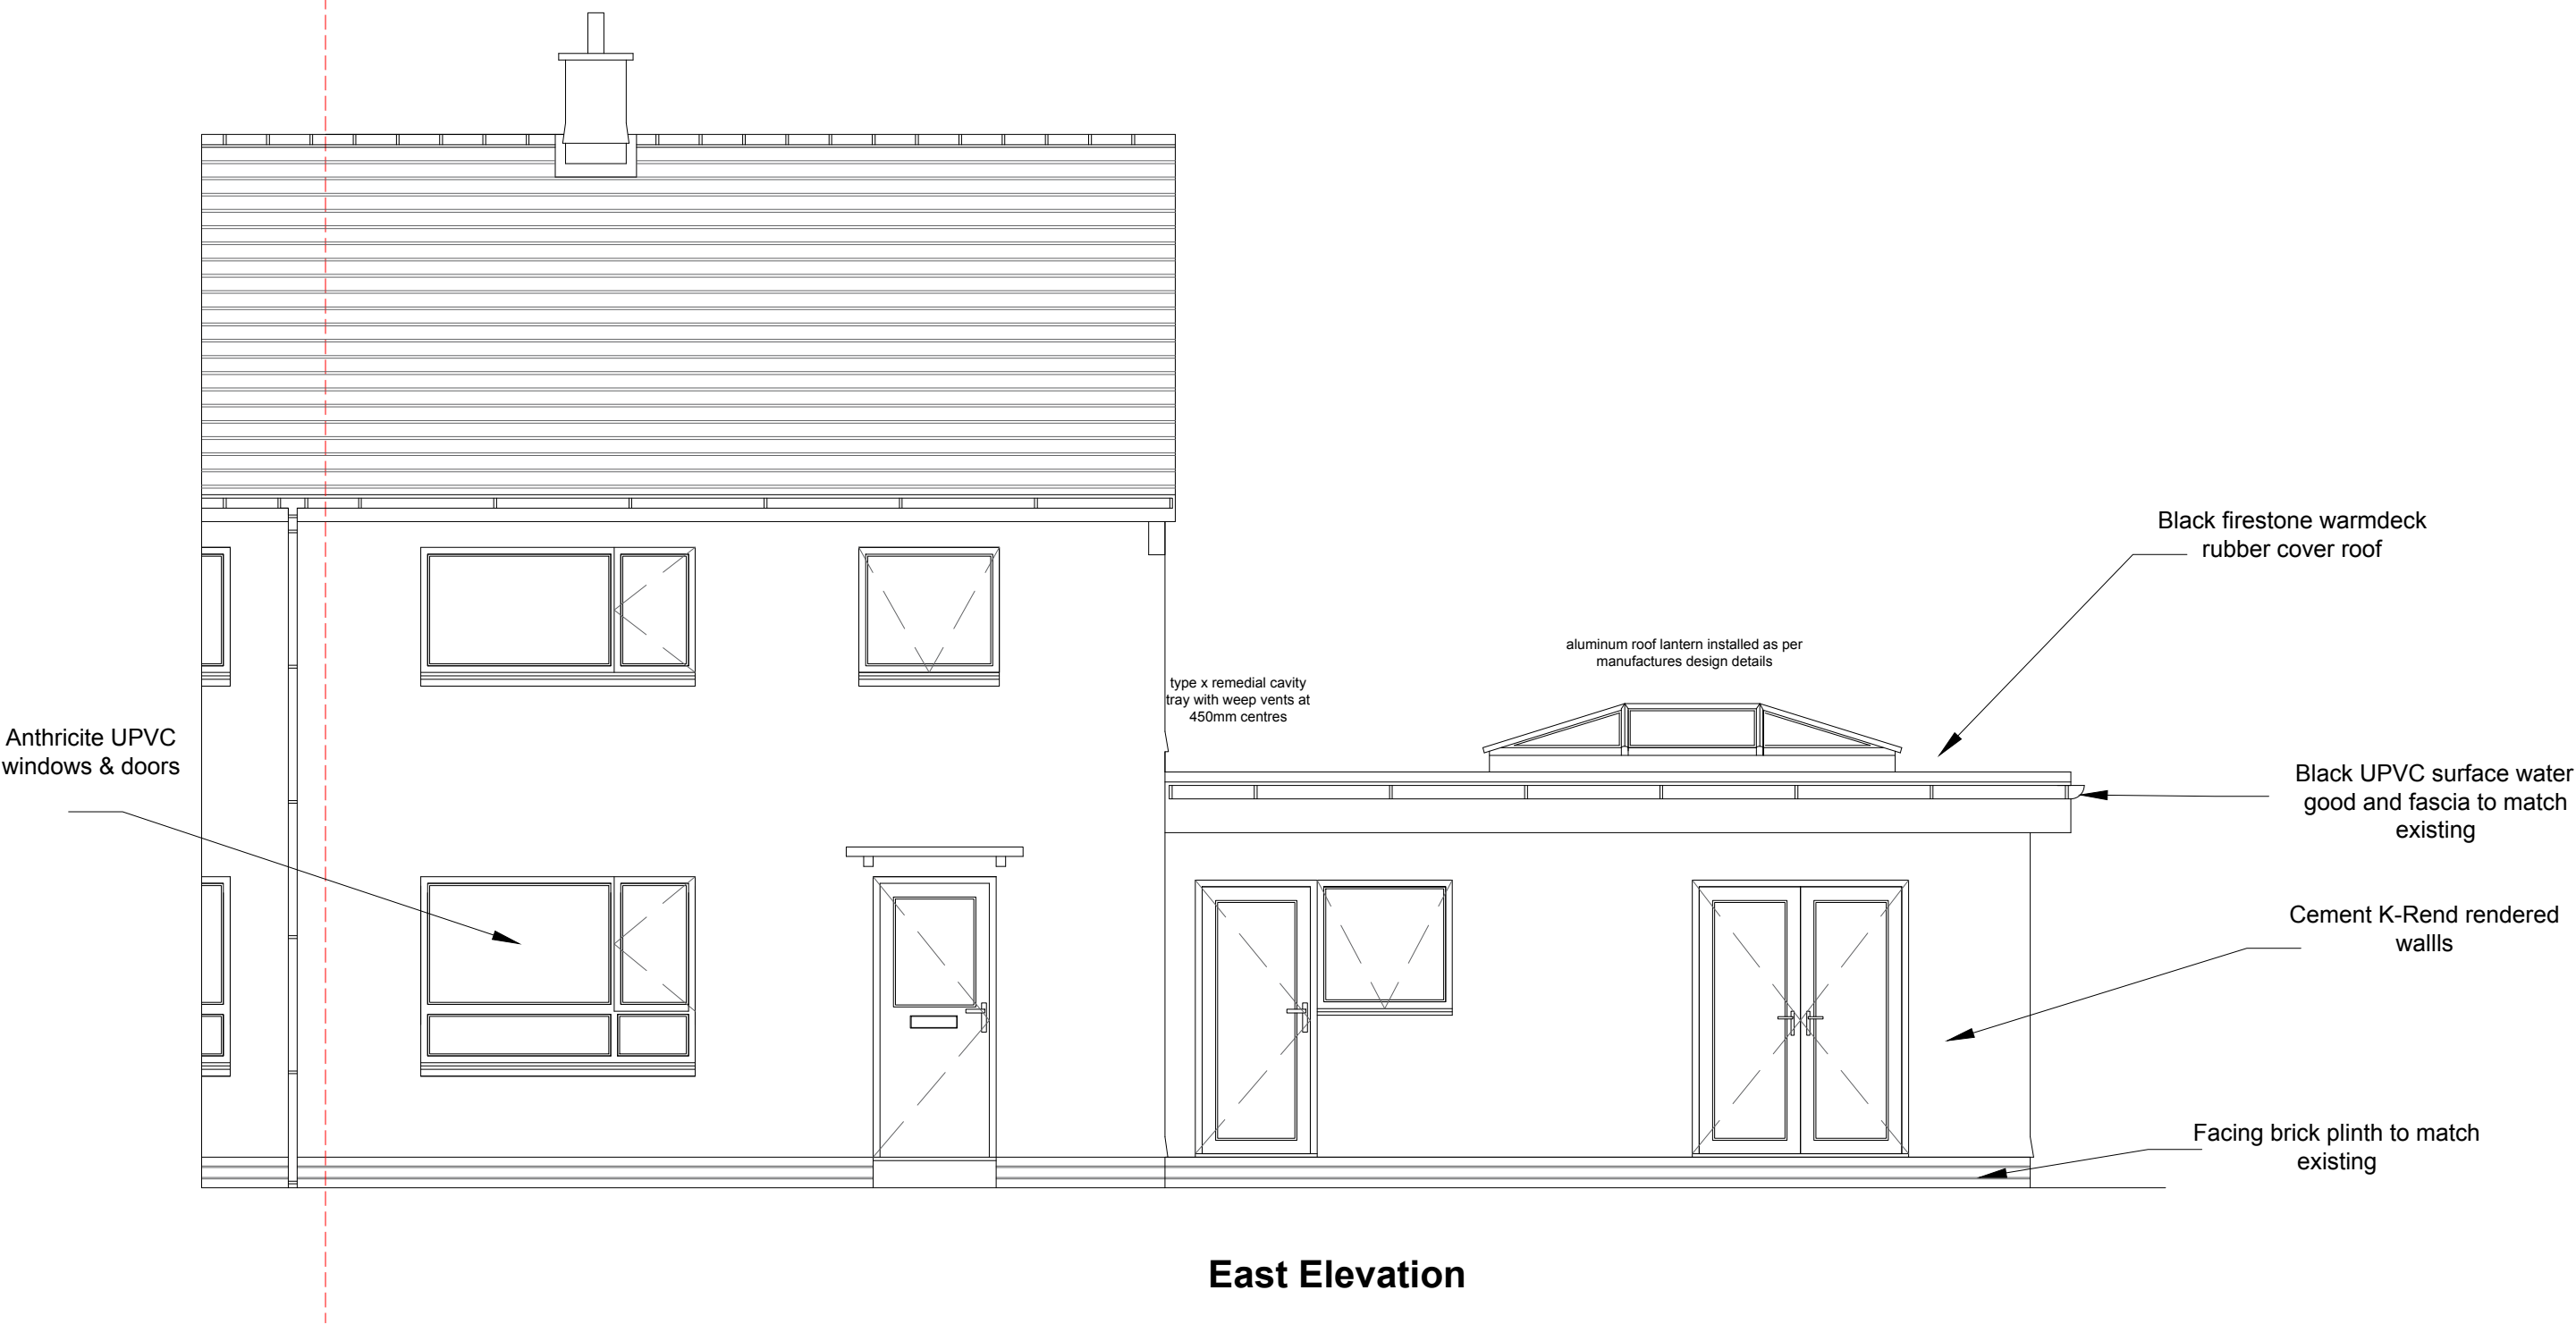 Black firestone warmdeck
rubber cover roof
aluminum roof lantern installed as per
manufactures design details
type x remedial cavity
tray with weep vents at
450mm centres
Anthricite UPVC
windows & doors
Black UPVC surface water
good and fascia to match
existing
Cement K-Rend rendered
wallls
Facing brick plinth to match
existing
East Elevation